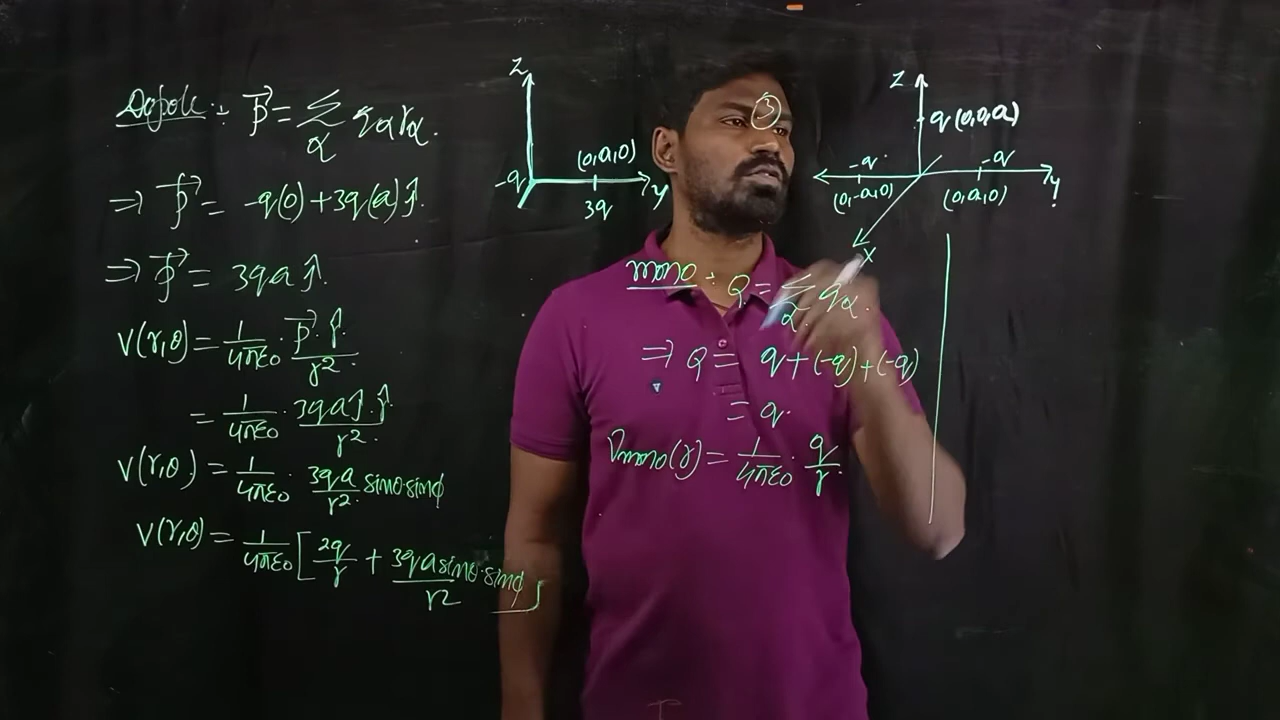 Dipole :- p⃗ = Σ_α q_α r_α.
⇒ p⃗ = -q(0)+3q(a) ĵ.
⇒ p⃗ = 3qa ĵ.
V(r,θ) = 1/4πε0 · p⃗·r̂/r².
= 1/4πε0 · 3qa ĵ·r̂/r².
V(r,θ) = 1/4πε0 · 3qa/r² sinθ·sinφ
V(r,θ) = 1/4πε0 [2q/r + 3qa sinθ·sinφ/r²]
Z
-q
(0,a,0)
3q
y
3
Z
q(0,0,a)
-q
(0,-a,0)
-q
(0,a,0)
y
x
mono : Q = Σ_α q_α.
⇒ Q = q+(-q)+(-q)
= q.
Vmono(r) = 1/4πε0 · q/r.